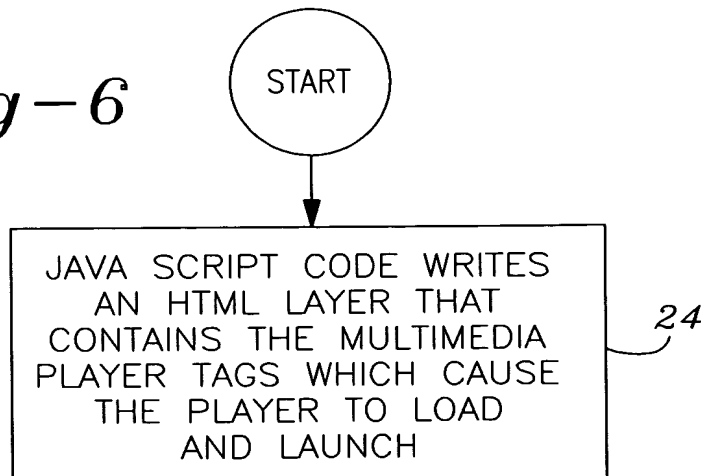 g-6
START
JAVA SCRIPT CODE WRITES
AN HTML LAYER THAT
CONTAINS THE MULTIMEDIA
PLAYER TAGS WHICH CAUSE
THE PLAYER TO LOAD
AND LAUNCH
24